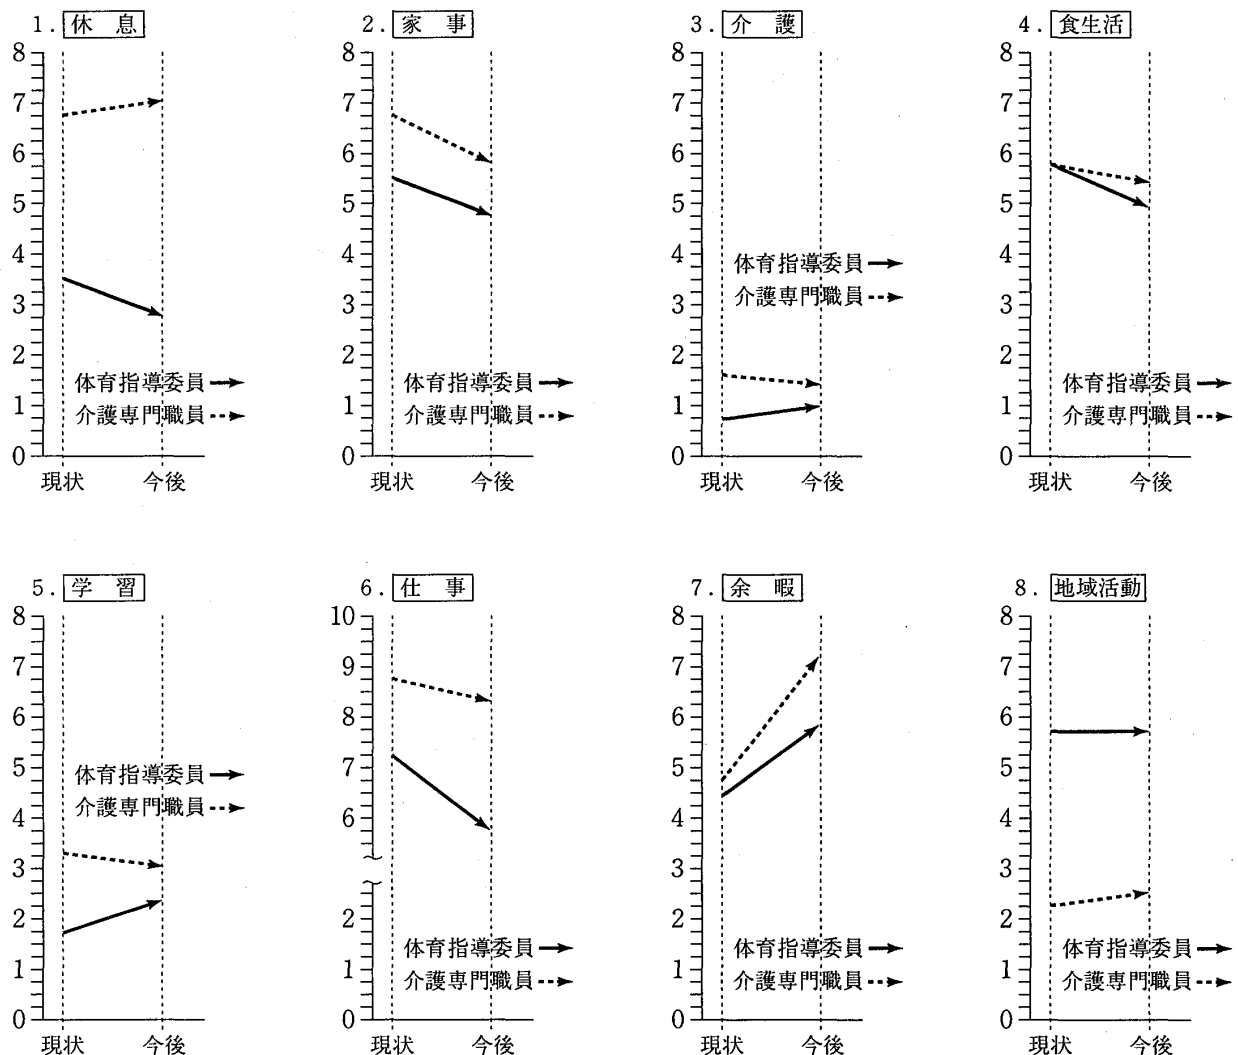 1. 休 息
8
7
6
5
4
3
2
1
0
体育指導委員
介護専門職員
現状 今後
2. 家 事
8
7
6
5
4
3
2
1
0
体育指導委員
介護専門職員
現状 今後
3. 介 護
8
7
6
5
4
3
2
1
0
体育指導委員
介護専門職員
現状 今後
4. 食生活
8
7
6
5
4
3
2
1
0
体育指導委員
介護専門職員
現状 今後
5. 学 習
8
7
6
5
4
3
2
1
0
体育指導委員
介護専門職員
現状 今後
6. 仕 事
10
9
8
7
6
2
1
0
体育指導委員
介護専門職員
現状 今後
7. 余 暇
8
7
6
5
4
3
2
1
0
体育指導委員
介護専門職員
現状 今後
8. 地域活動
8
7
6
5
4
3
2
1
0
体育指導委員
介護専門職員
現状 今後